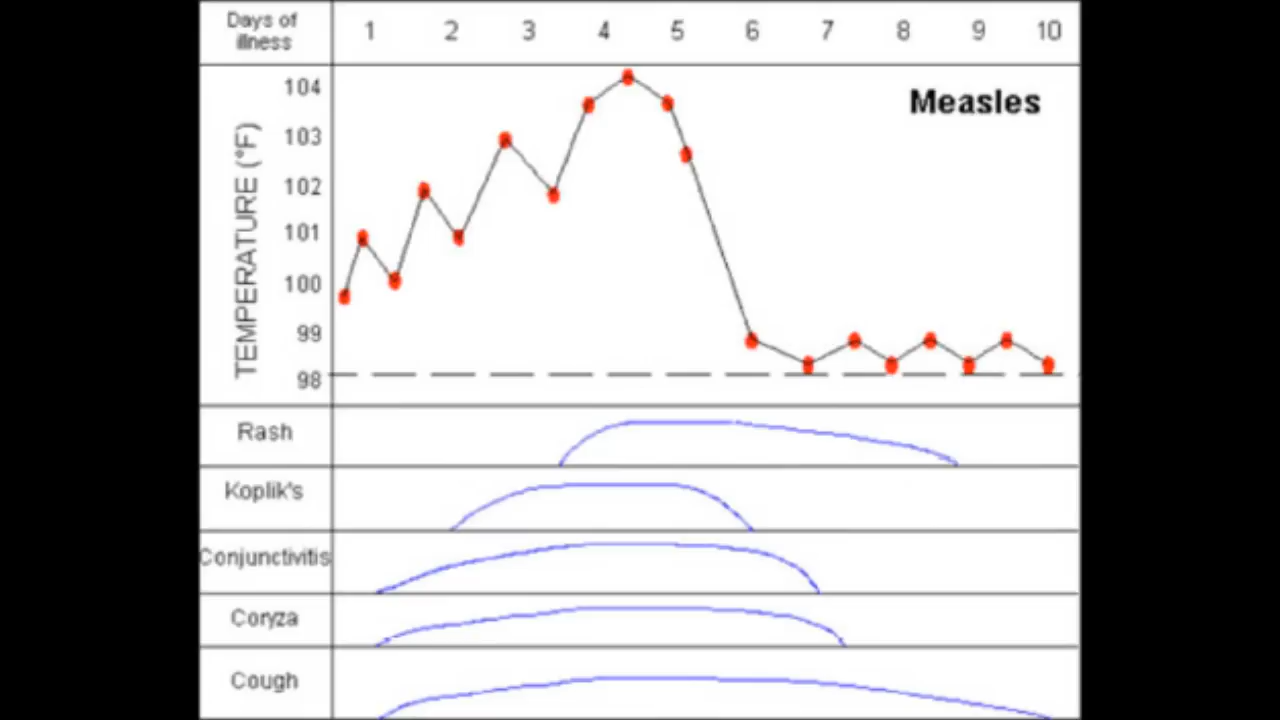 Days of
illness
1 2 3 4 5 6 7 8 9 10
Measles
TEMPERATURE (°F)
104
103
102
101
100
99
98
Rash
Koplik's
Conjunctivitis
Coryza
Cough